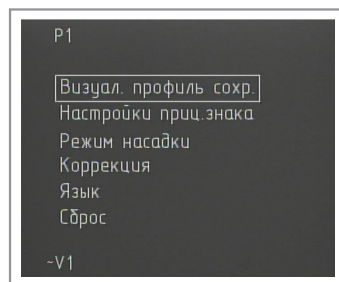 P1
Визуал. профиль сохр.
Настройки приц.знака
Режим насадки
Коррекция
Язык
Сброс
~V1